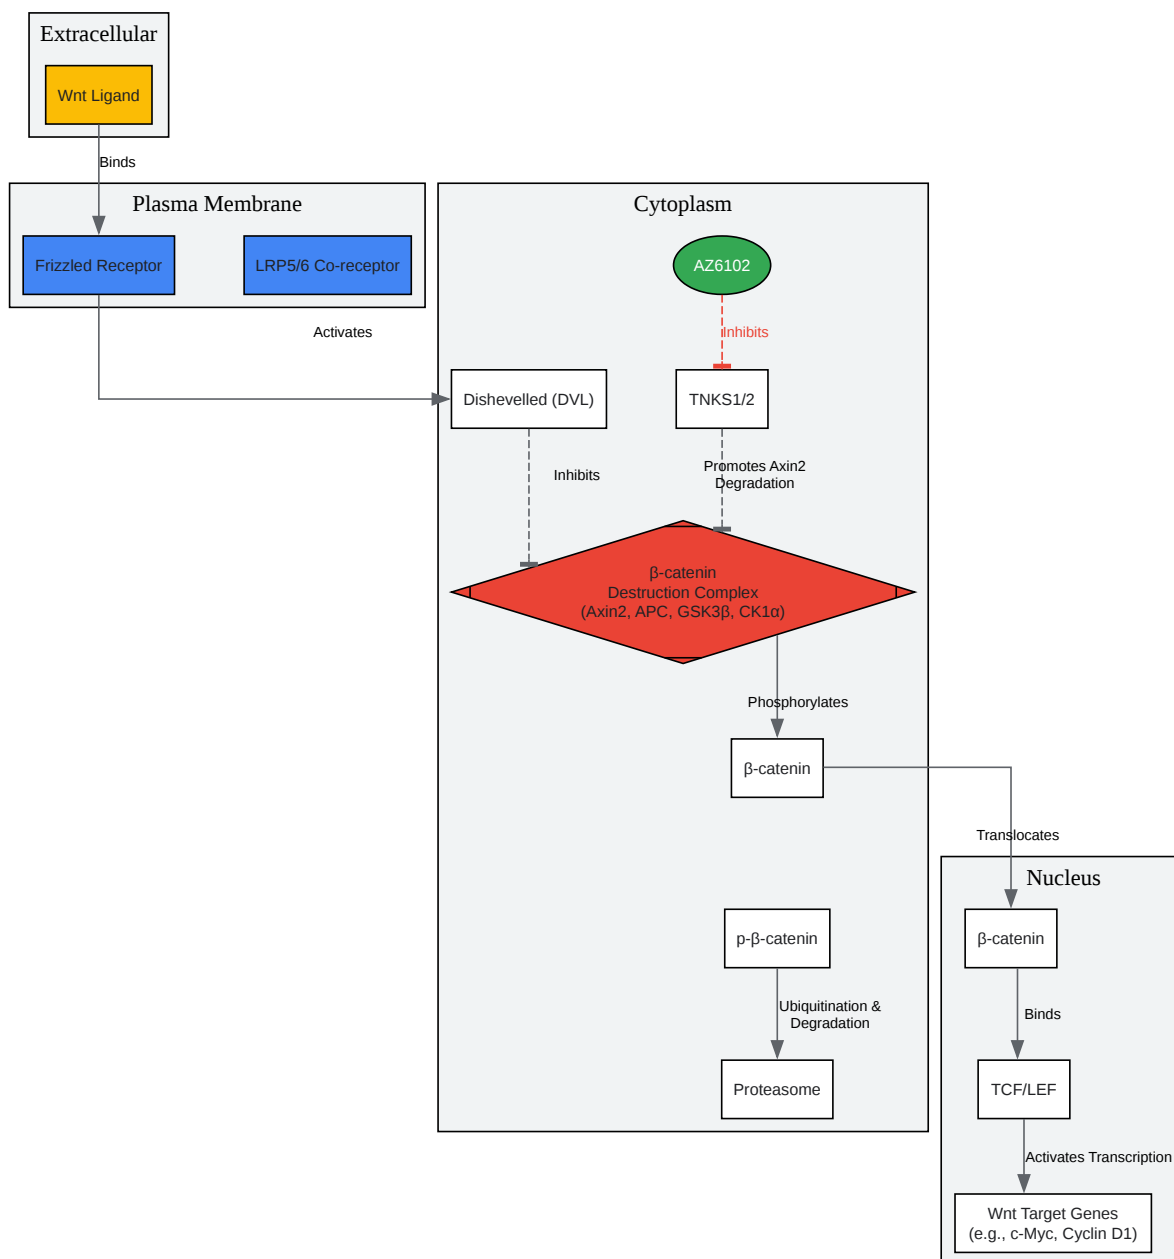 Extracellular
Wnt Ligand
Binds
Plasma Membrane
Frizzled Receptor
LRP5/6 Co-receptor
Activates
Cytoplasm
AZ6102
Inhibits
Dishevelled (DVL)
TNKS1/2
Inhibits
Promotes Axin2
Degradation
β-catenin
Destruction Complex
(Axin2, APC, GSK3β, CK1α)
Phosphorylates
β-catenin
Translocates
Nucleus
p-β-catenin
β-catenin
Ubiquitination &
Degradation
Binds
Proteasome
TCF/LEF
Activates Transcription
Wnt Target Genes
(e.g., c-Myc, Cyclin D1)